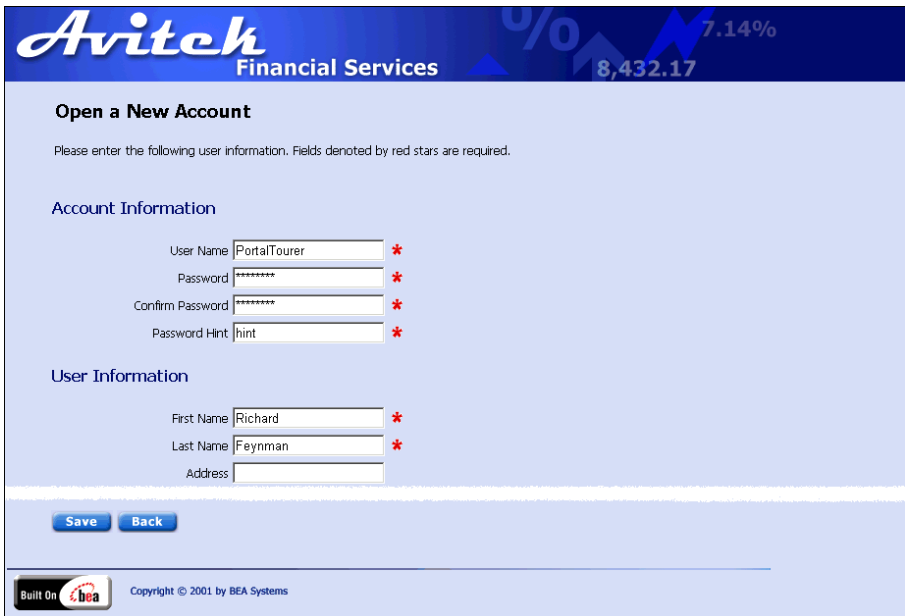 Avitek
Financial Services
%
7.14%
8,432.17
Open a New Account
Please enter the following user information. Fields denoted by red stars are required.
Account Information
User Name PortalTourer *
Password ******** *
Confirm Password ******** *
Password Hint hint *
User Information
First Name Richard *
Last Name Feynman *
Address
Save Back
Built On bea
Copyright © 2001 by BEA Systems